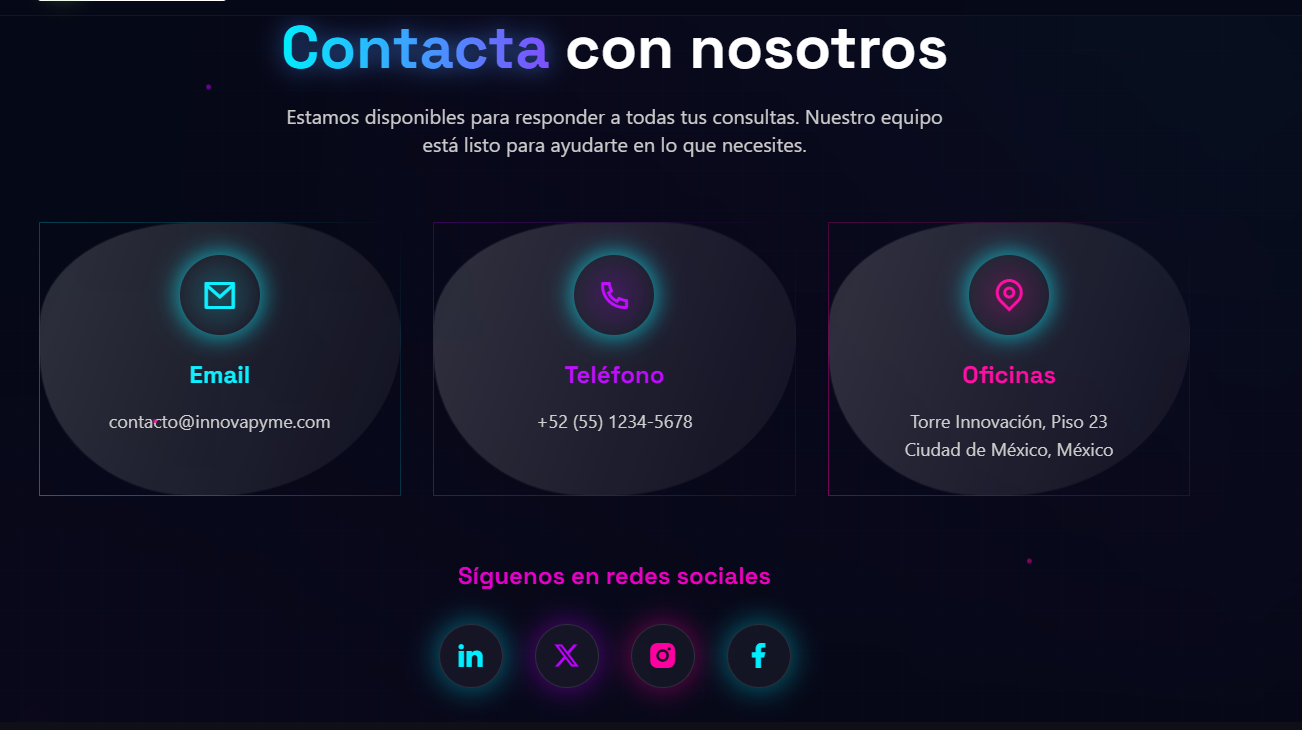 Contacta con nosotros
Estamos disponibles para responder a todas tus consultas. Nuestro equipo
está listo para ayudarte en lo que necesites.
Email
contacto@innovapyme.com
Teléfono
+52 (55) 1234-5678
Oficinas
Torre Innovación, Piso 23
Ciudad de México, México
Síguenos en redes sociales